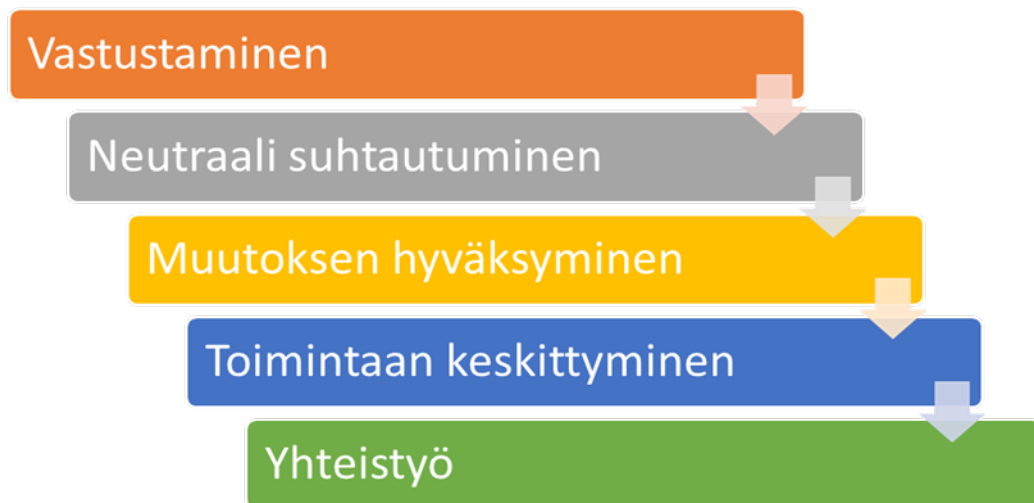 Vastustaminen
Neutraali suhtautuminen
Muutoksen hyväksyminen
Toimintaan keskittyminen
Yhteistyö